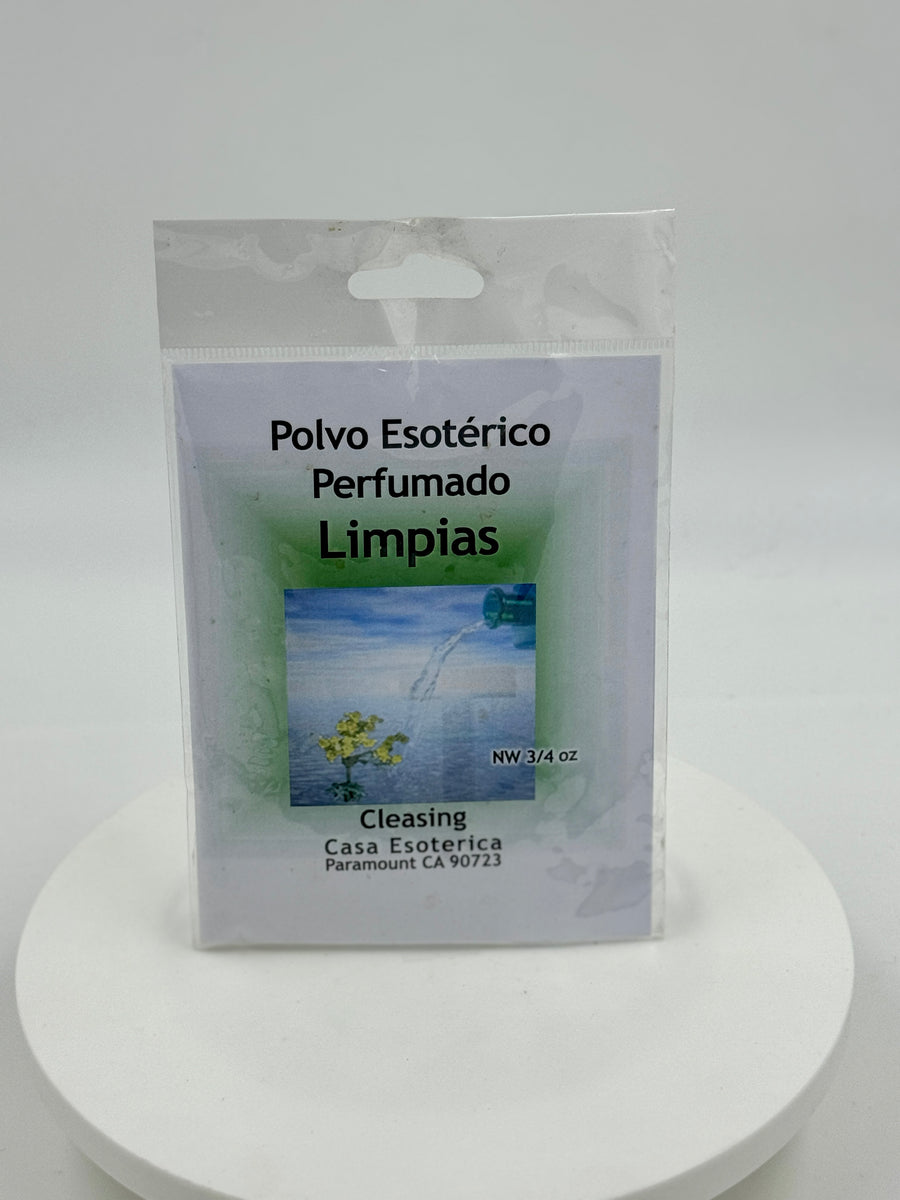 Polvo Esotérico
Perfumado
Limpias
NW 3/4 oz
Cleasing
Casa Esoterica
Paramount CA 90723